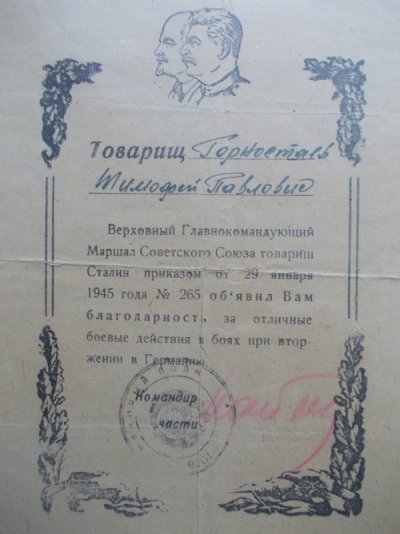 Товарищ Горностаев
Тимофей Павлович
Верховный Главнокомандующий
Маршал Советского Союза товарищ
Сталин приказом от 29 января
1945 года № 265 об'явил Вам
благодарность за отличные
боевые действия в боях при втор-
жении в Германию.
Командир
части